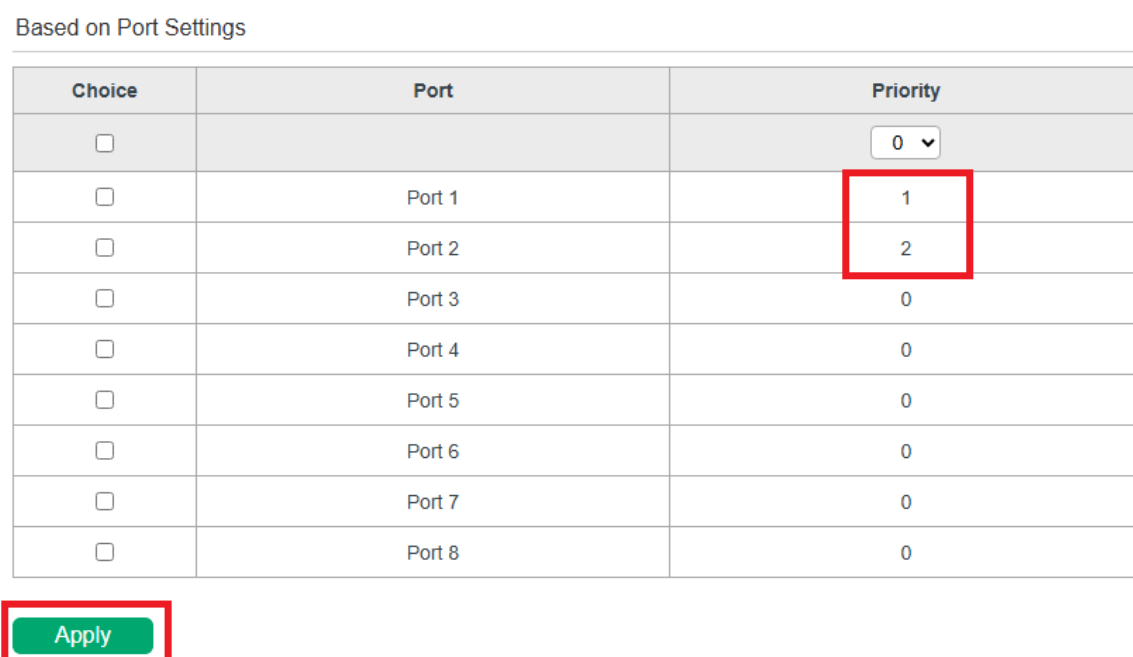 Based on Port Settings
Choice Port Priority
0
Port 1 1
Port 2 2
Port 3 0
Port 4 0
Port 5 0
Port 6 0
Port 7 0
Port 8 0
Apply